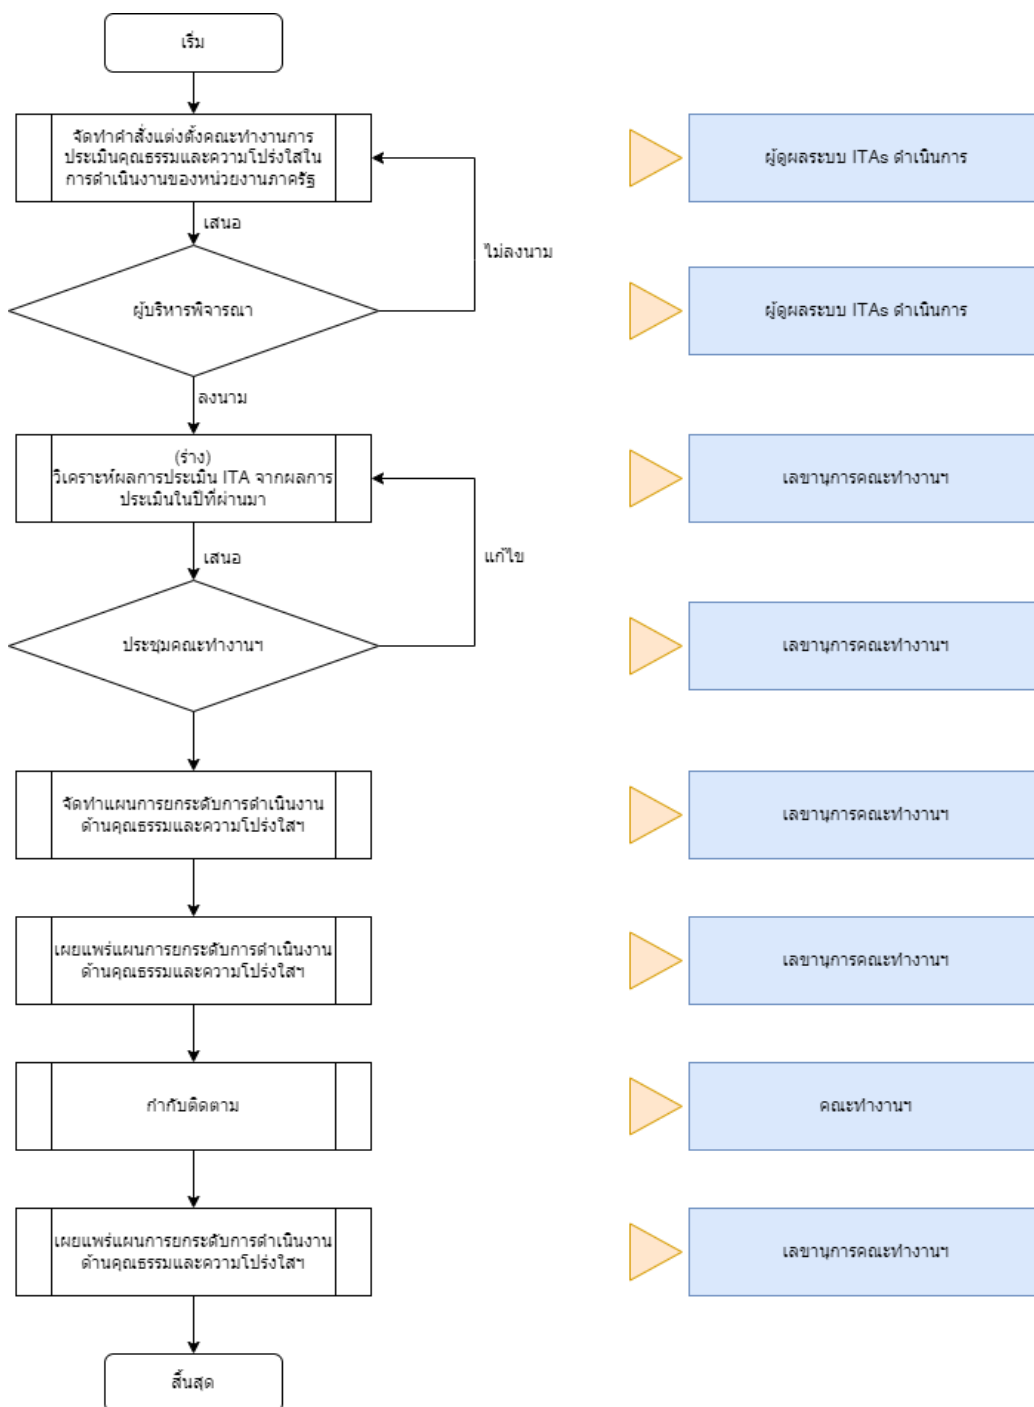 เริ่ม
จัดทำคำสั่งแต่งตั้งคณะทำงานการ
ประเมินคุณธรรมและความโปร่งใสใน
การดำเนินงานของหน่วยงานภาครัฐ
ผู้ดูผลระบบ ITAs ดำเนินการ
เสนอ
ไม่ลงนาม
ผู้บริหารพิจารณา
ผู้ดูผลระบบ ITAs ดำเนินการ
ลงนาม
(ร่าง)
วิเคราะห์ผลการประเมิน ITA จากผลการ
ประเมินในปีที่ผ่านมา
เลขานุการคณะทำงานฯ
เสนอ
แก้ไข
ประชุมคณะทำงานฯ
เลขานุการคณะทำงานฯ
จัดทำแผนการยกระดับการดำเนินงาน
ด้านคุณธรรมและความโปร่งใสฯ
เลขานุการคณะทำงานฯ
เผยแพร่แผนการยกระดับการดำเนินงาน
ด้านคุณธรรมและความโปร่งใสฯ
เลขานุการคณะทำงานฯ
กำกับติดตาม
คณะทำงานฯ
เผยแพร่แผนการยกระดับการดำเนินงาน
ด้านคุณธรรมและความโปร่งใสฯ
เลขานุการคณะทำงานฯ
สิ้นสุด